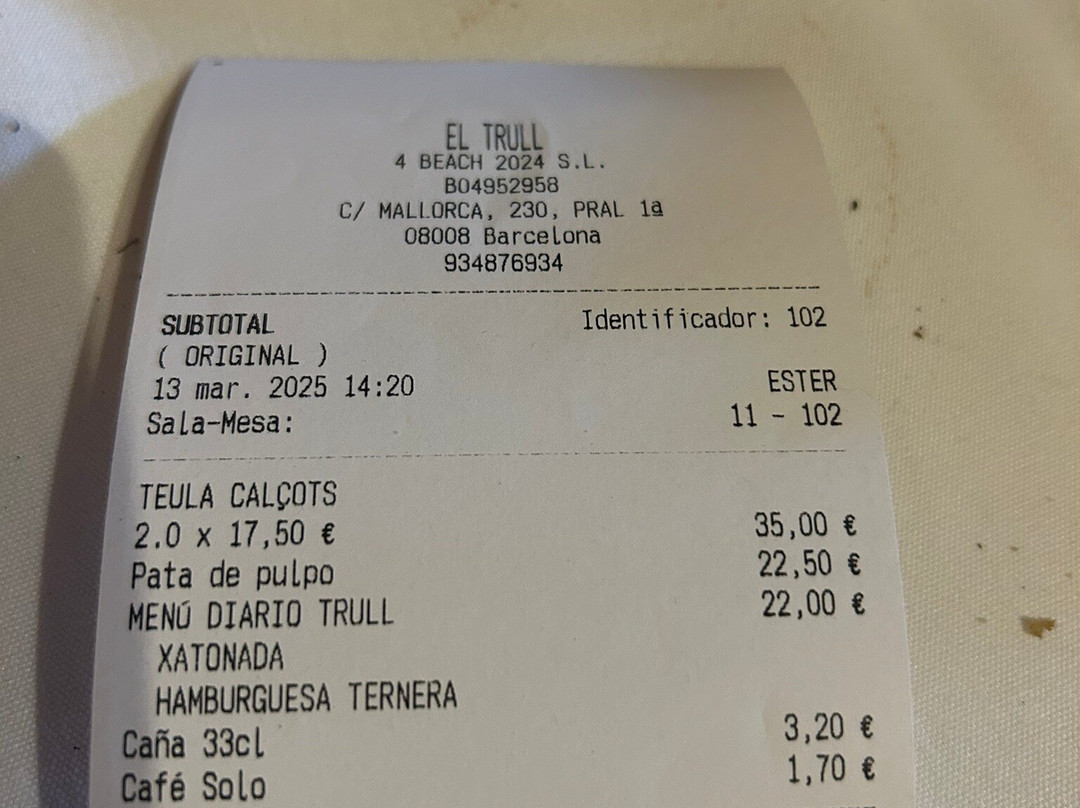 EL TRULL
4 BEACH 2024 S.L.
B04952958
C/ MALLORCA, 230, PRAL 1ª
08008 Barcelona
934876934
SUBTOTAL Identificador: 102
( ORIGINAL )
13 mar. 2025 14:20 ESTER
Sala-Mesa: 11 - 102
TEULA CALÇOTS
2.0 x 17,50 € 35,00 €
Pata de pulpo 22,50 €
MENÚ DIARIO TRULL 22,00 €
XATONADA
HAMBURGUESA TERNERA
Caña 33cl 3,20 €
Café Solo 1,70 €